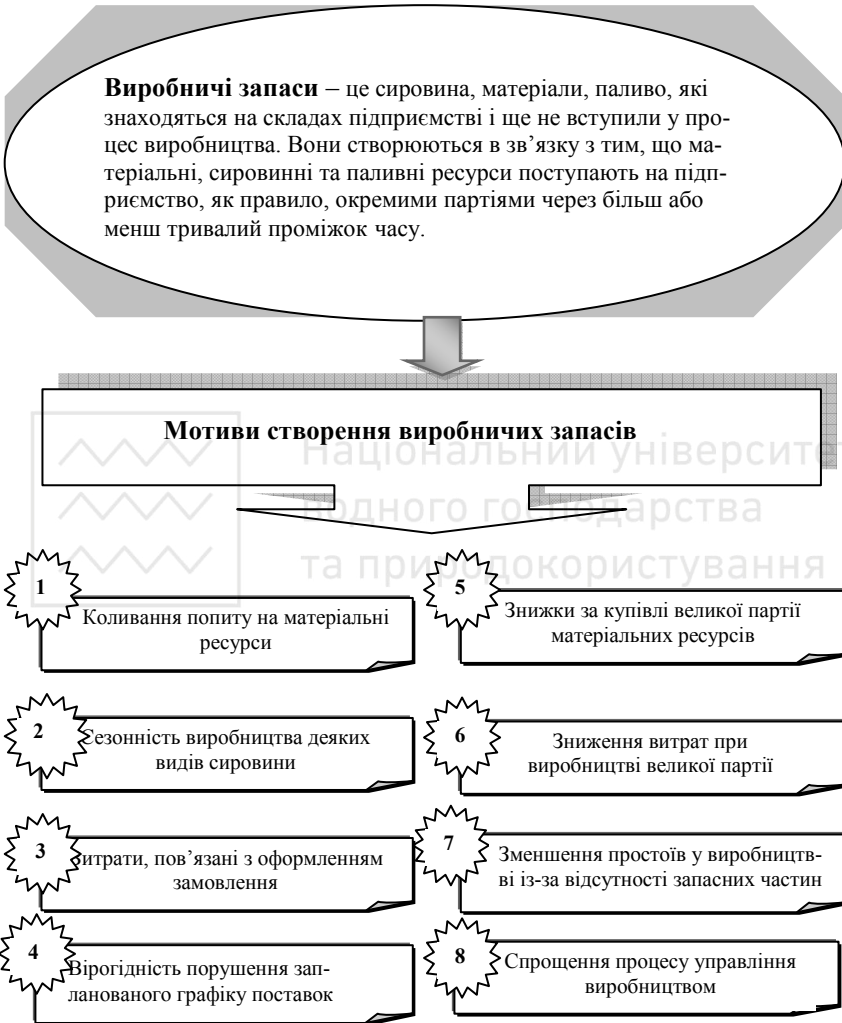 Виробничі запаси – це сировина, матеріали, паливо, які
знаходяться на складах підприємстві і ще не вступили у про-
цес виробництва. Вони створюються в зв’язку з тим, що ма-
теріальні, сировинні та паливні ресурси поступають на підп-
риємство, як правило, окремими партіями через більш або
менш тривалий проміжок часу.
Мотиви створення виробничих запасів
Національний університет
водного господарства
та природокористування
1
Коливання попиту на матеріальні
ресурси
2
Сезонність виробництва деяких
видів сировини
3
Витрати, пов’язані з оформленням
замовлення
4
Вірогідність порушення зап-
ланованого графіку поставок
5
Знижки за купівлі великої партії
матеріальних ресурсів
6
Зниження витрат при
виробництві великої партії
7
Зменшення простоїв у виробництв-
ві із-за відсутності запасних частин
8
Спрощення процесу управління
виробництвом